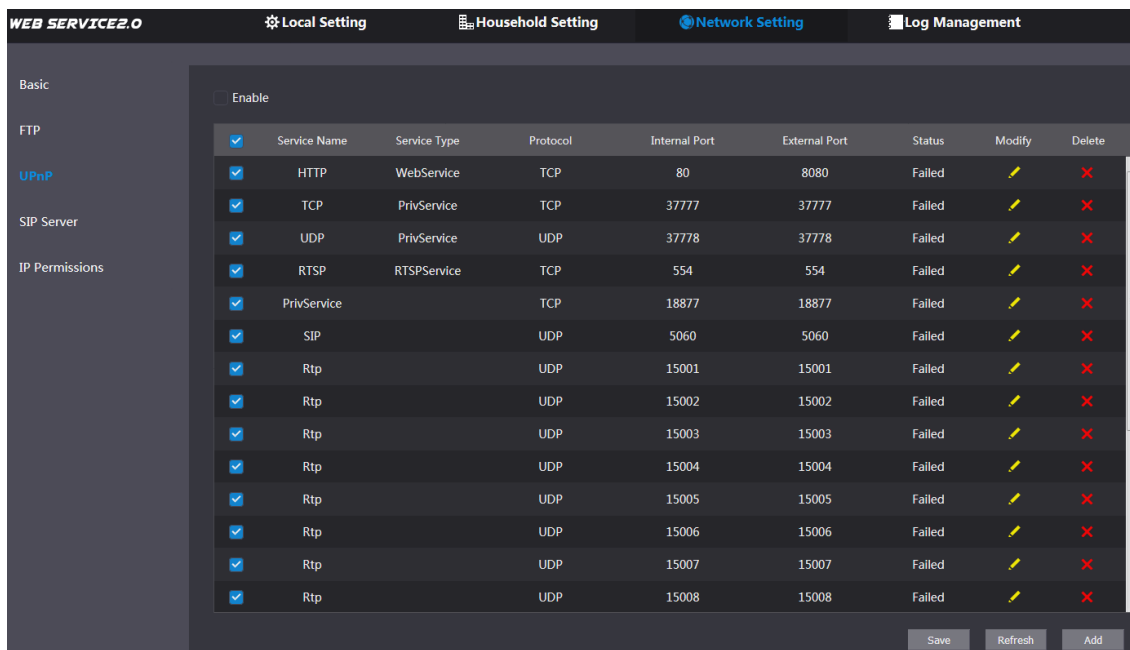 WEB SERVICE2.0 Local Setting Household Setting Network Setting Log Management
Basic
FTP
UPnP
SIP Server
IP Permissions
Enable
Service Name Service Type Protocol Internal Port External Port Status Modify Delete
HTTP WebService TCP 80 8080 Failed
TCP PrivService TCP 37777 37777 Failed
UDP PrivService UDP 37778 37778 Failed
RTSP RTSPService TCP 554 554 Failed
PrivService TCP 18877 18877 Failed
SIP UDP 5060 5060 Failed
Rtp UDP 15001 15001 Failed
Rtp UDP 15002 15002 Failed
Rtp UDP 15003 15003 Failed
Rtp UDP 15004 15004 Failed
Rtp UDP 15005 15005 Failed
Rtp UDP 15006 15006 Failed
Rtp UDP 15007 15007 Failed
Rtp UDP 15008 15008 Failed
Save Refresh Add